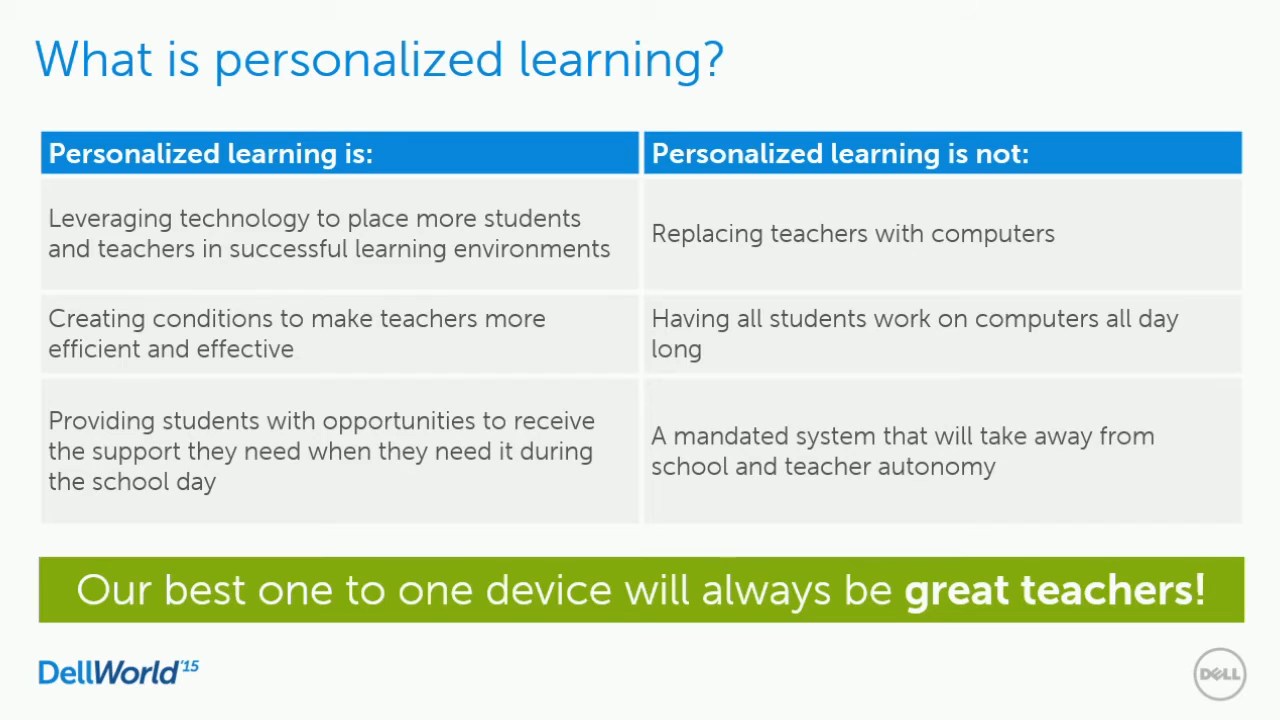 What is personalized learning?
Personalized learning is:
Personalized learning is not:
Leveraging technology to place more students
and teachers in successful learning environments
Replacing teachers with computers
Creating conditions to make teachers more
efficient and effective
Having all students work on computers all day
long
Providing students with opportunities to receive
the support they need when they need it during
the school day
A mandated system that will take away from
school and teacher autonomy
Our best one to one device will always be great teachers!
DellWorld'15
DELL